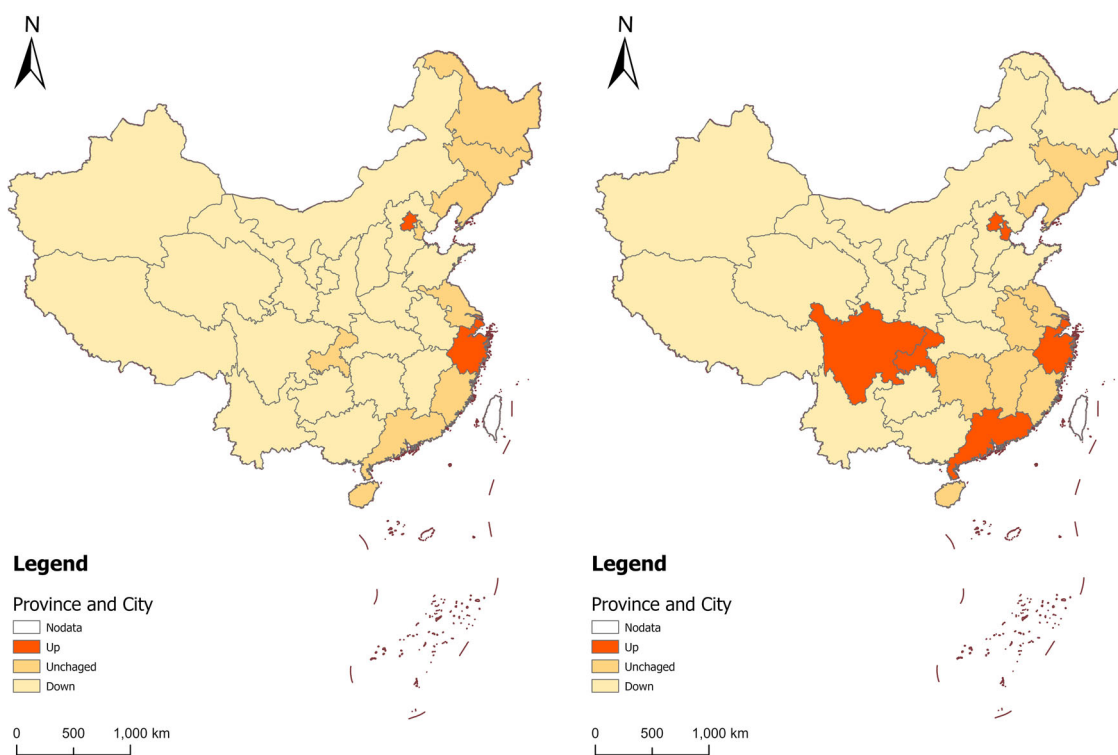 N
Legend
Province and City
Nodata
Up
Unchaged
Down
0 500 1,000 km
N
Legend
Province and City
Nodata
Up
Unchaged
Down
0 500 1,000 km